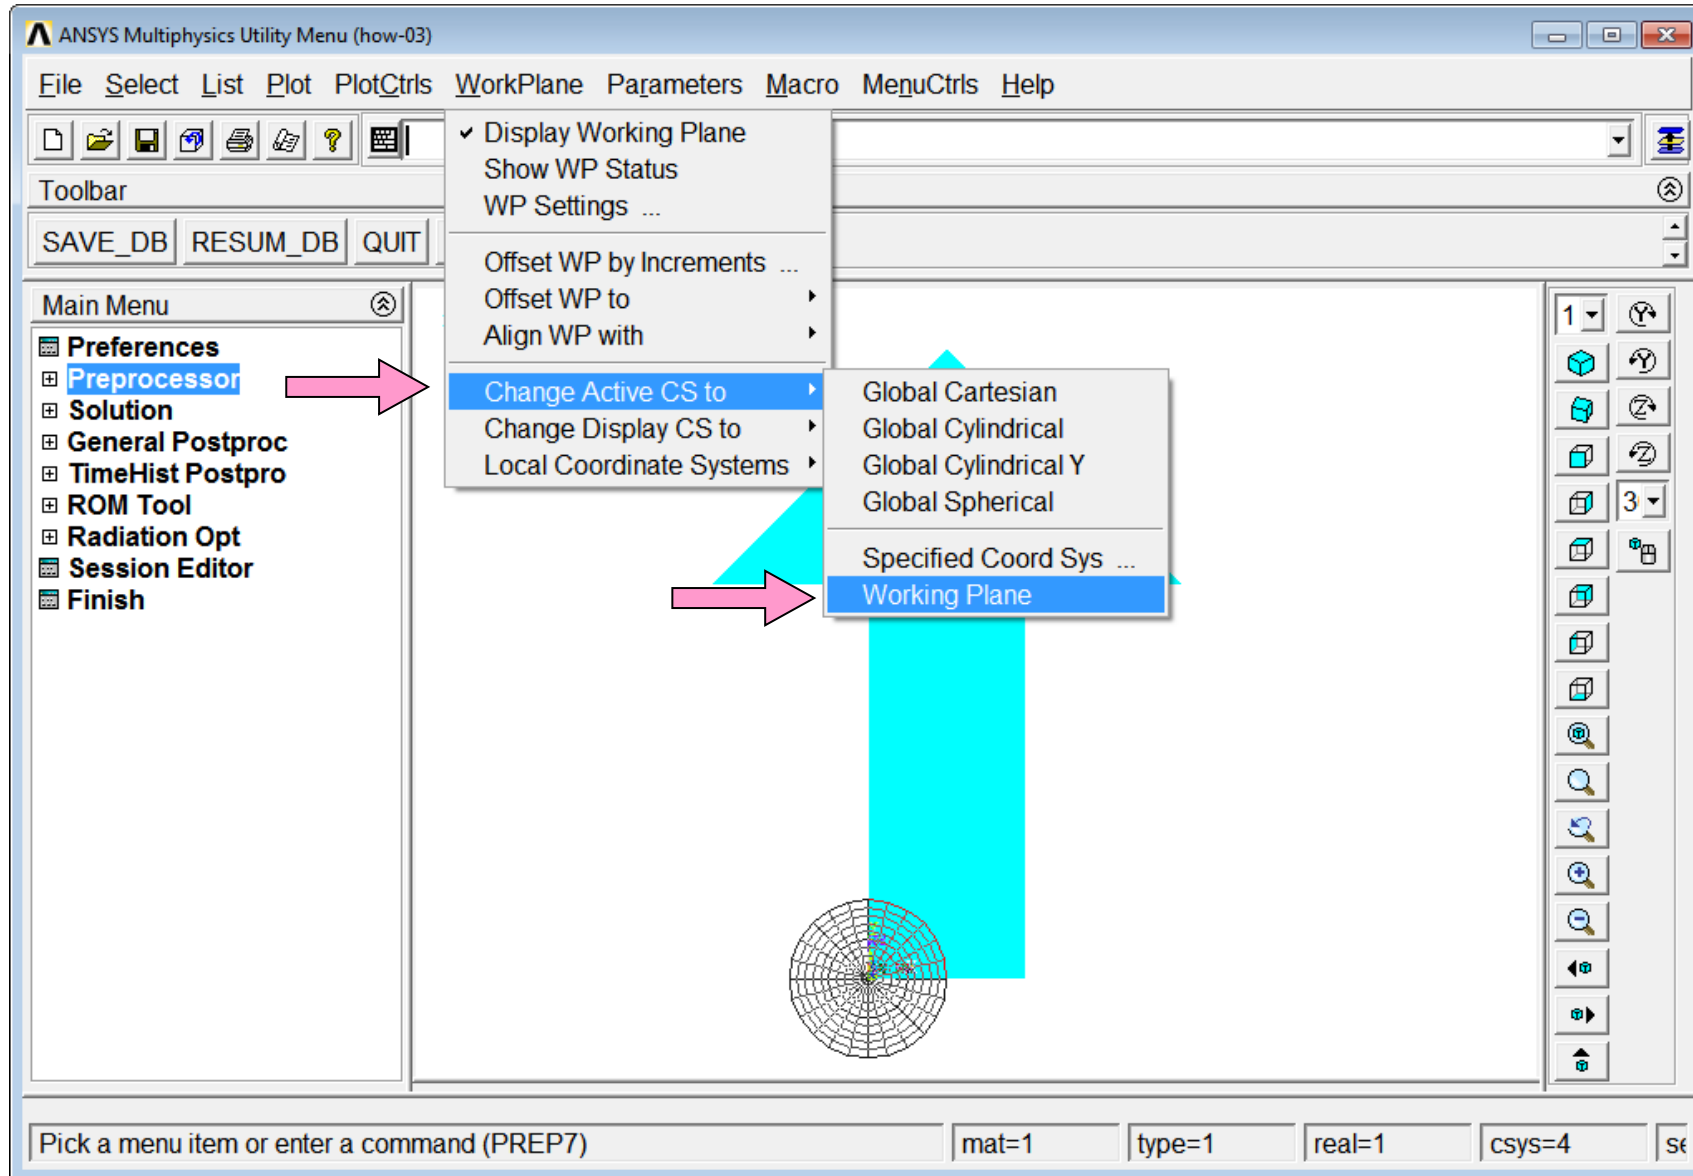 ANSYS Multiphysics Utility Menu (how-03)
File Select List Plot PlotCtrls WorkPlane Parameters Macro MenuCtrls Help
Display Working Plane
Show WP Status
WP Settings ...
Toolbar
SAVE_DB RESUM_DB QUIT
Offset WP by Increments ...
Offset WP to
Align WP with
Change Active CS to
Change Display CS to
Local Coordinate Systems
Global Cartesian
Global Cylindrical
Global Cylindrical Y
Global Spherical
Specified Coord Sys ...
Working Plane
Main Menu
Preferences
Preprocessor
Solution
General Postproc
TimeHist Postpro
ROM Tool
Radiation Opt
Session Editor
Finish
1
Y
Y
Z
Z
3
Pick a menu item or enter a command (PREP7) mat=1 type=1 real=1 csys=4